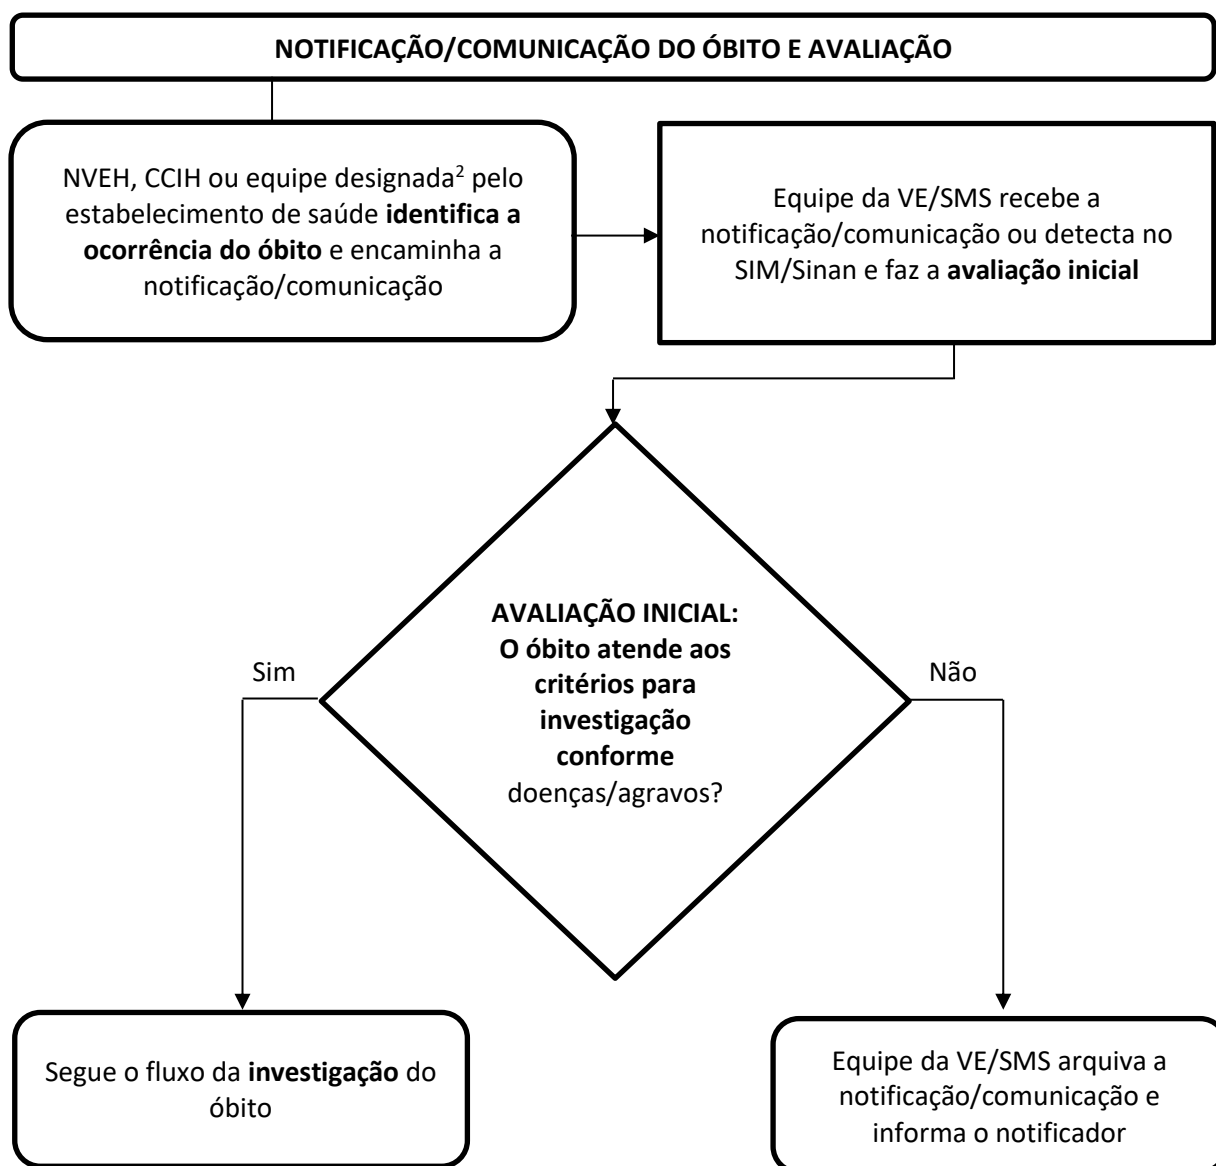 NOTIFICAÇÃO/COMUNICAÇÃO DO ÓBITO E AVALIAÇÃO
NVEH, CCIH ou equipe designada² pelo
estabelecimento de saúde identifica a
ocorrência do óbito e encaminha a
notificação/comunicação
Equipe da VE/SMS recebe a
notificação/comunicação ou detecta no
SIM/Sinan e faz a avaliação inicial
AVALIAÇÃO INICIAL:
O óbito atende aos
critérios para
investigação
conforme
doenças/agravos?
Sim
Não
Segue o fluxo da investigação do
óbito
Equipe da VE/SMS arquiva a
notificação/comunicação e
informa o notificador